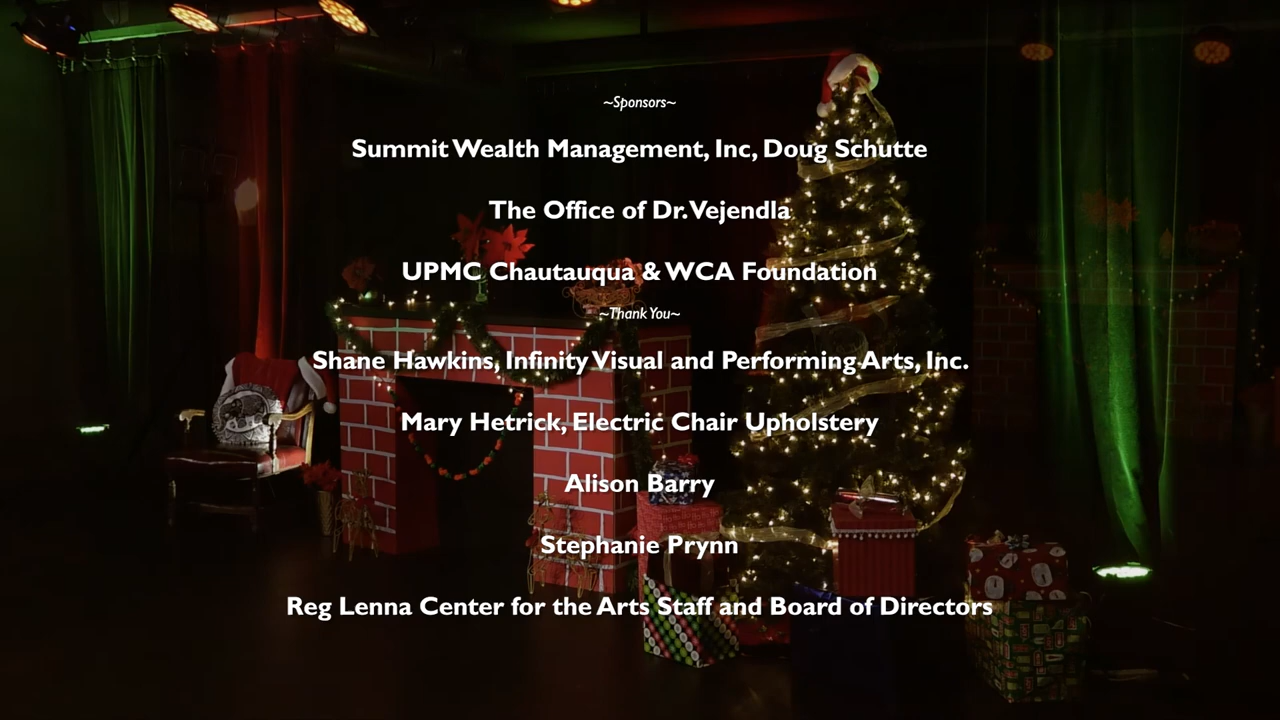 ~Sponsors~
Summit Wealth Management, Inc, Doug Schutte
The Office of Dr. Vejendla
UPMC Chautauqua & WCA Foundation
~Thank You~
Shane Hawkins, Infinity Visual and Performing Arts, Inc.
Mary Hetrick, Electric Chair Upholstery
Alison Barry
Stephanie Prynn
Reg Lenna Center for the Arts Staff and Board of Directors